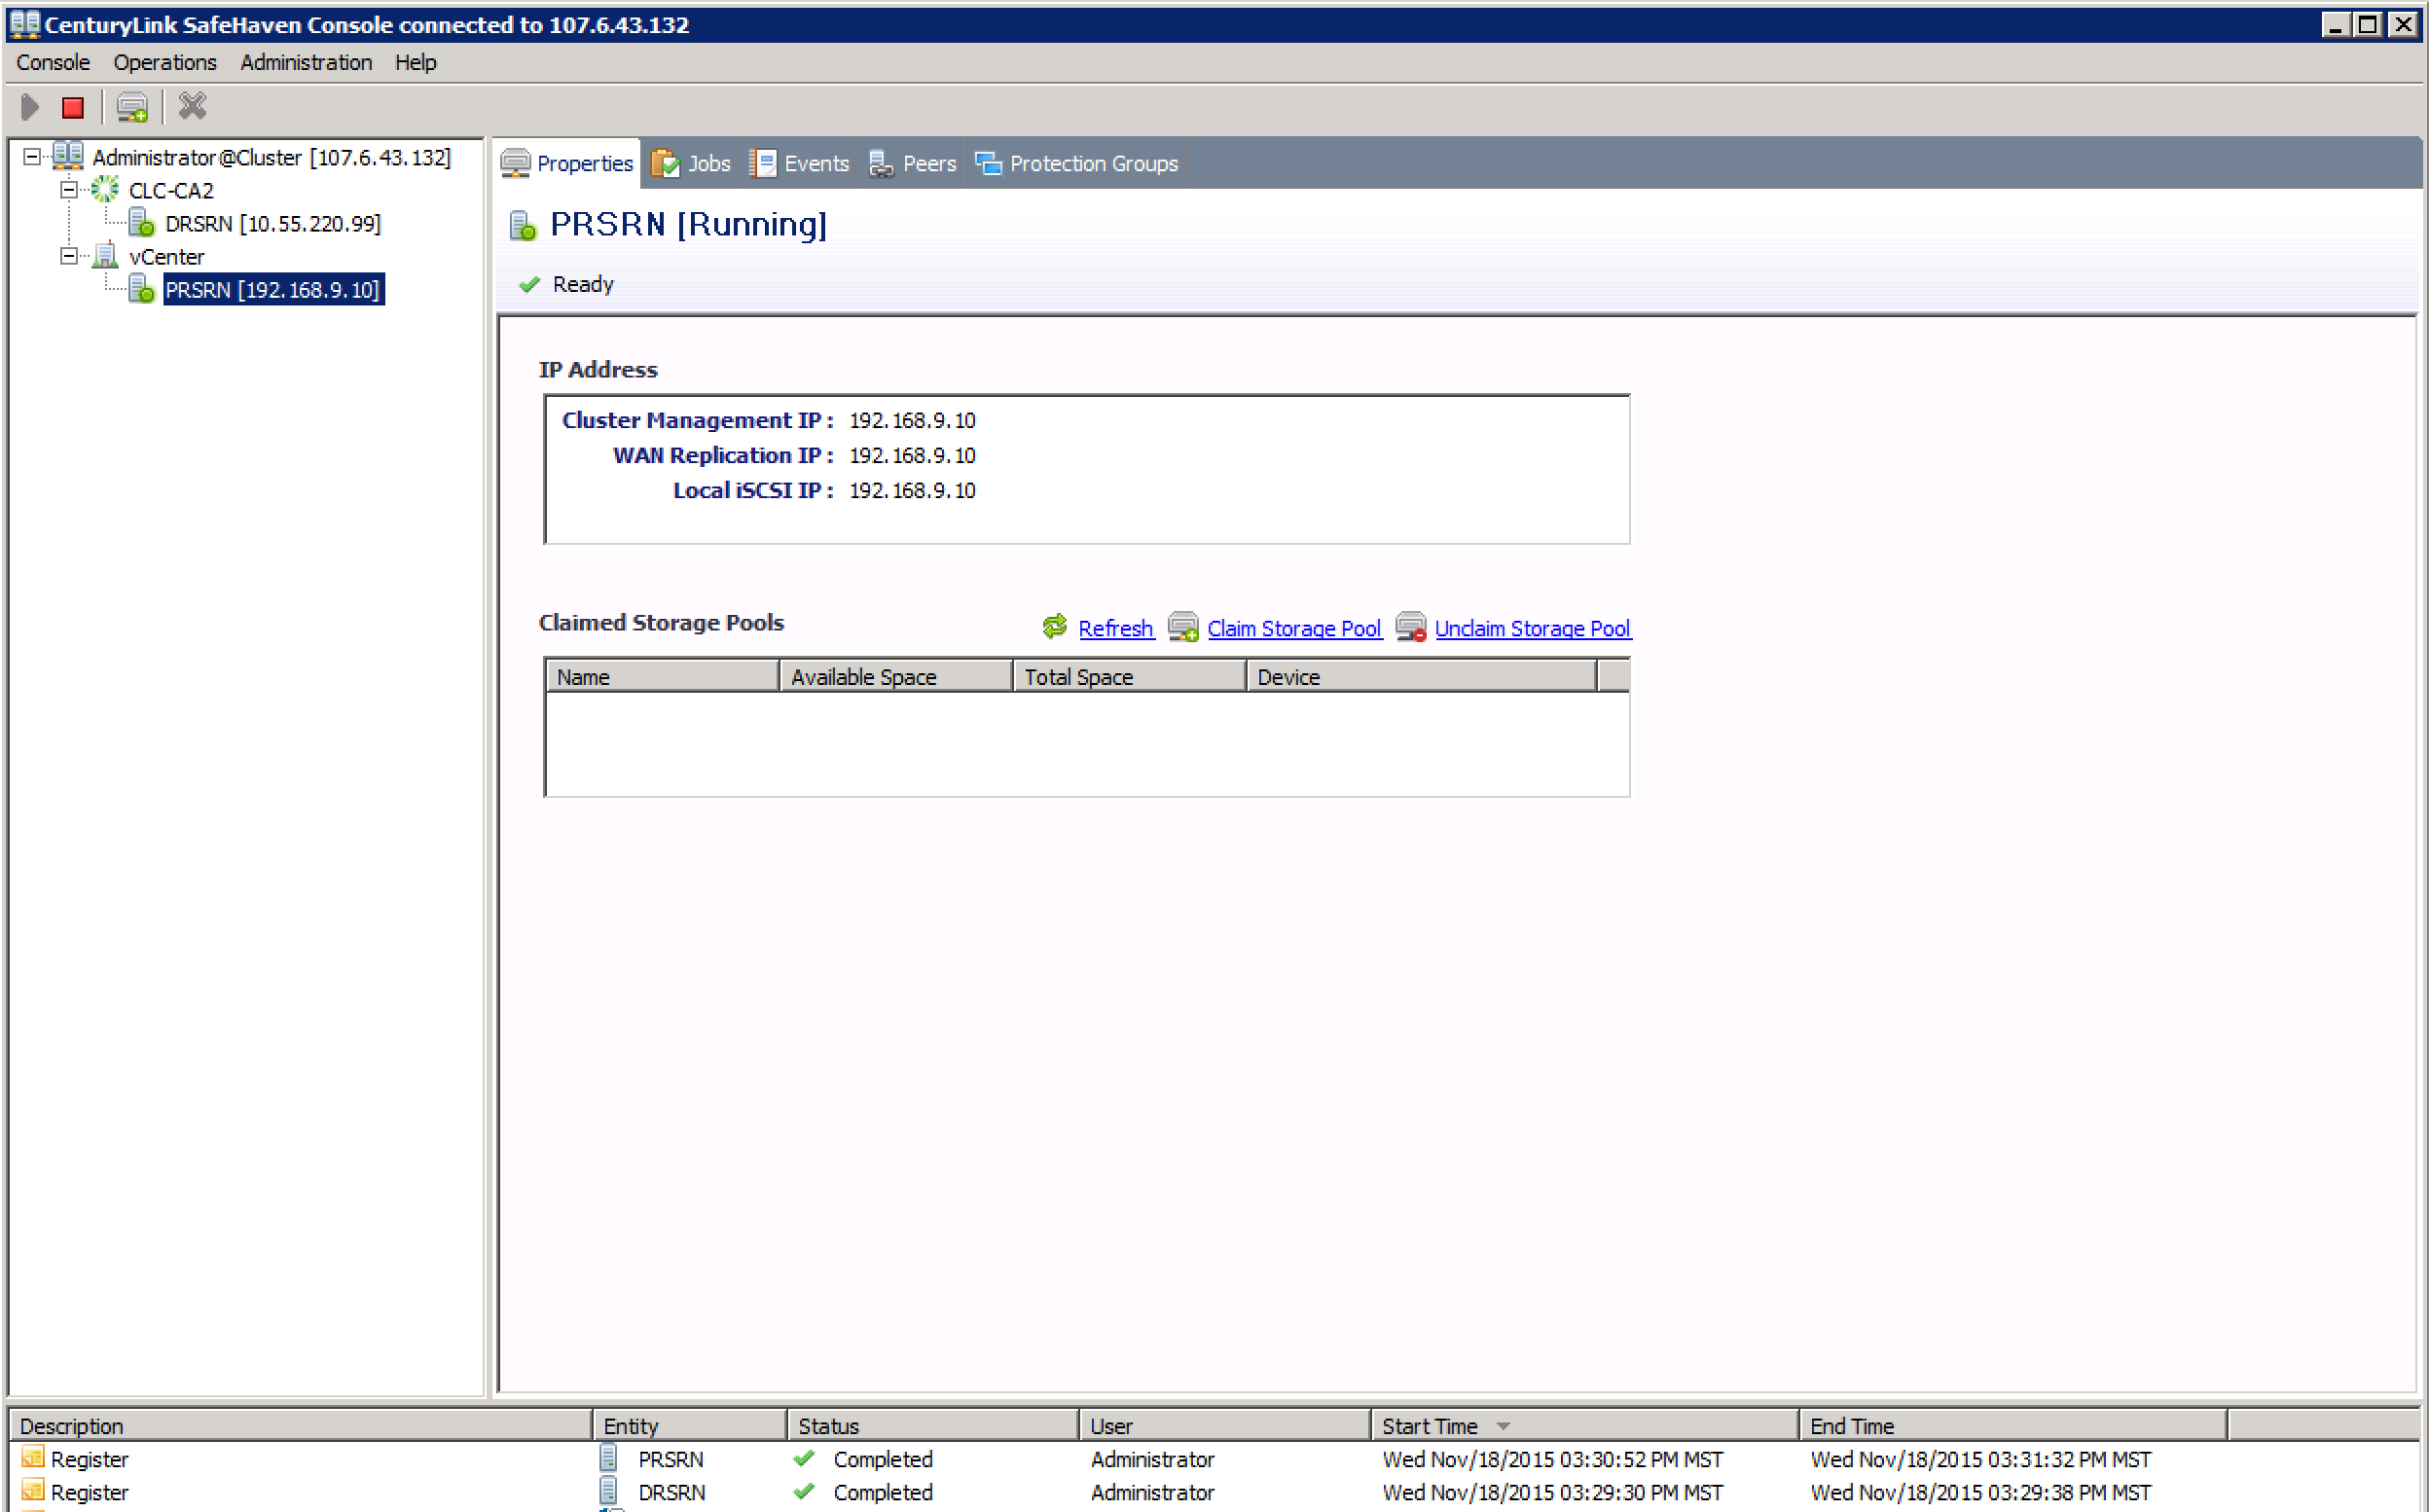 CenturyLink SafeHaven Console connected to 107.6.43.132
Console Operations Administration Help
Administrator@Cluster [107.6.43.132]
CLC-CA2
DRSRN [10.55.220.99]
vCenter
PRSRN [192.168.9.10]
Properties Jobs Events Peers Protection Groups
PRSRN [Running]
Ready
IP Address
Cluster Management IP : 192.168.9.10
WAN Replication IP : 192.168.9.10
Local iSCSI IP : 192.168.9.10
Claimed Storage Pools Refresh Claim Storage Pool Unclaim Storage Pool
Name Available Space Total Space Device
Description Entity Status User Start Time End Time
Register PRSRN Completed Administrator Wed Nov/18/2015 03:30:52 PM MST Wed Nov/18/2015 03:31:32 PM MST
Register DRSRN Completed Administrator Wed Nov/18/2015 03:29:30 PM MST Wed Nov/18/2015 03:29:38 PM MST